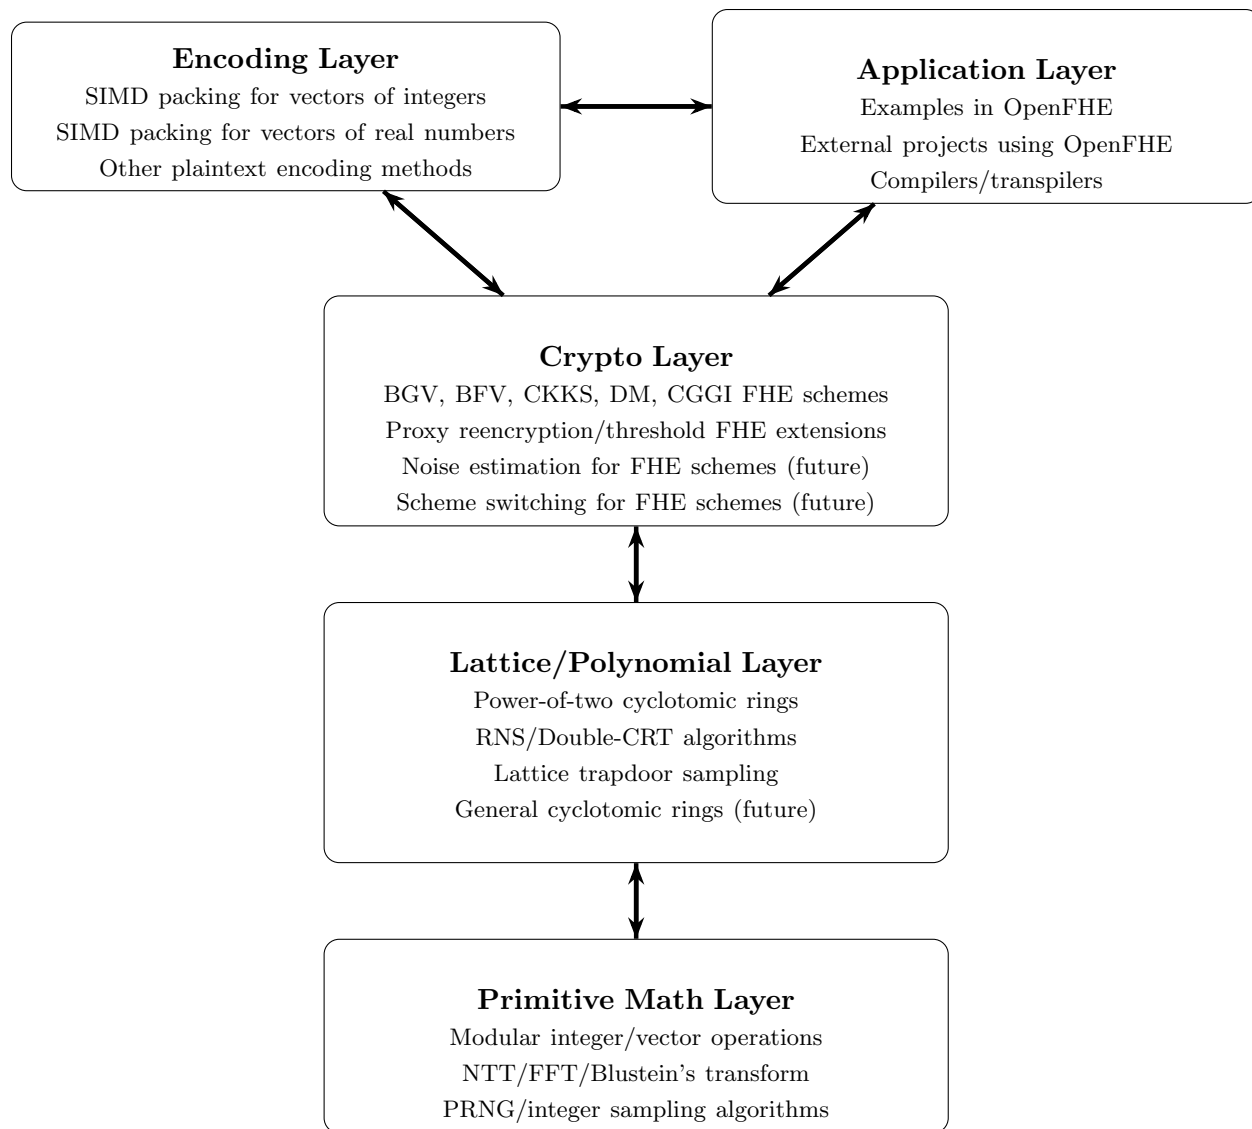 Encoding Layer
SIMD packing for vectors of integers
SIMD packing for vectors of real numbers
Other plaintext encoding methods
Application Layer
Examples in OpenFHE
External projects using OpenFHE
Compilers/transpilers
Crypto Layer
BGV, BFV, CKKS, DM, CGGI FHE schemes
Proxy reencryption/threshold FHE extensions
Noise estimation for FHE schemes (future)
Scheme switching for FHE schemes (future)
Lattice/Polynomial Layer
Power-of-two cyclotomic rings
RNS/Double-CRT algorithms
Lattice trapdoor sampling
General cyclotomic rings (future)
Primitive Math Layer
Modular integer/vector operations
NTT/FFT/Blustein's transform
PRNG/integer sampling algorithms